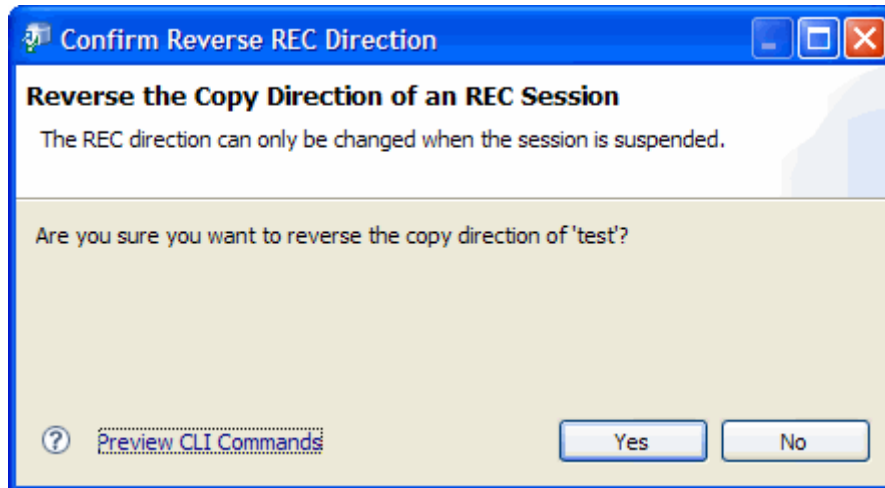 Confirm Reverse REC Direction
Reverse the Copy Direction of an REC Session
The REC direction can only be changed when the session is suspended.
Are you sure you want to reverse the copy direction of 'test'?
? Preview CLI Commands Yes No